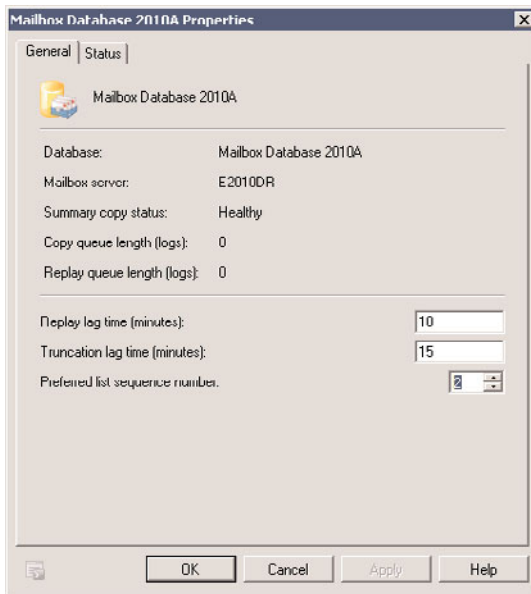 Mailbox Database 2010A Properties
General Status
Mailbox Database 2010A
Database: Mailbox Database 2010A
Mailbox server: E2010DR
Summary copy status: Healthy
Copy queue length (logs): 0
Replay queue length (logs): 0
Replay lag time (minutes): 10
Truncation lag time (minutes): 15
Preferred list sequence number: 2
OK Cancel Apply Help